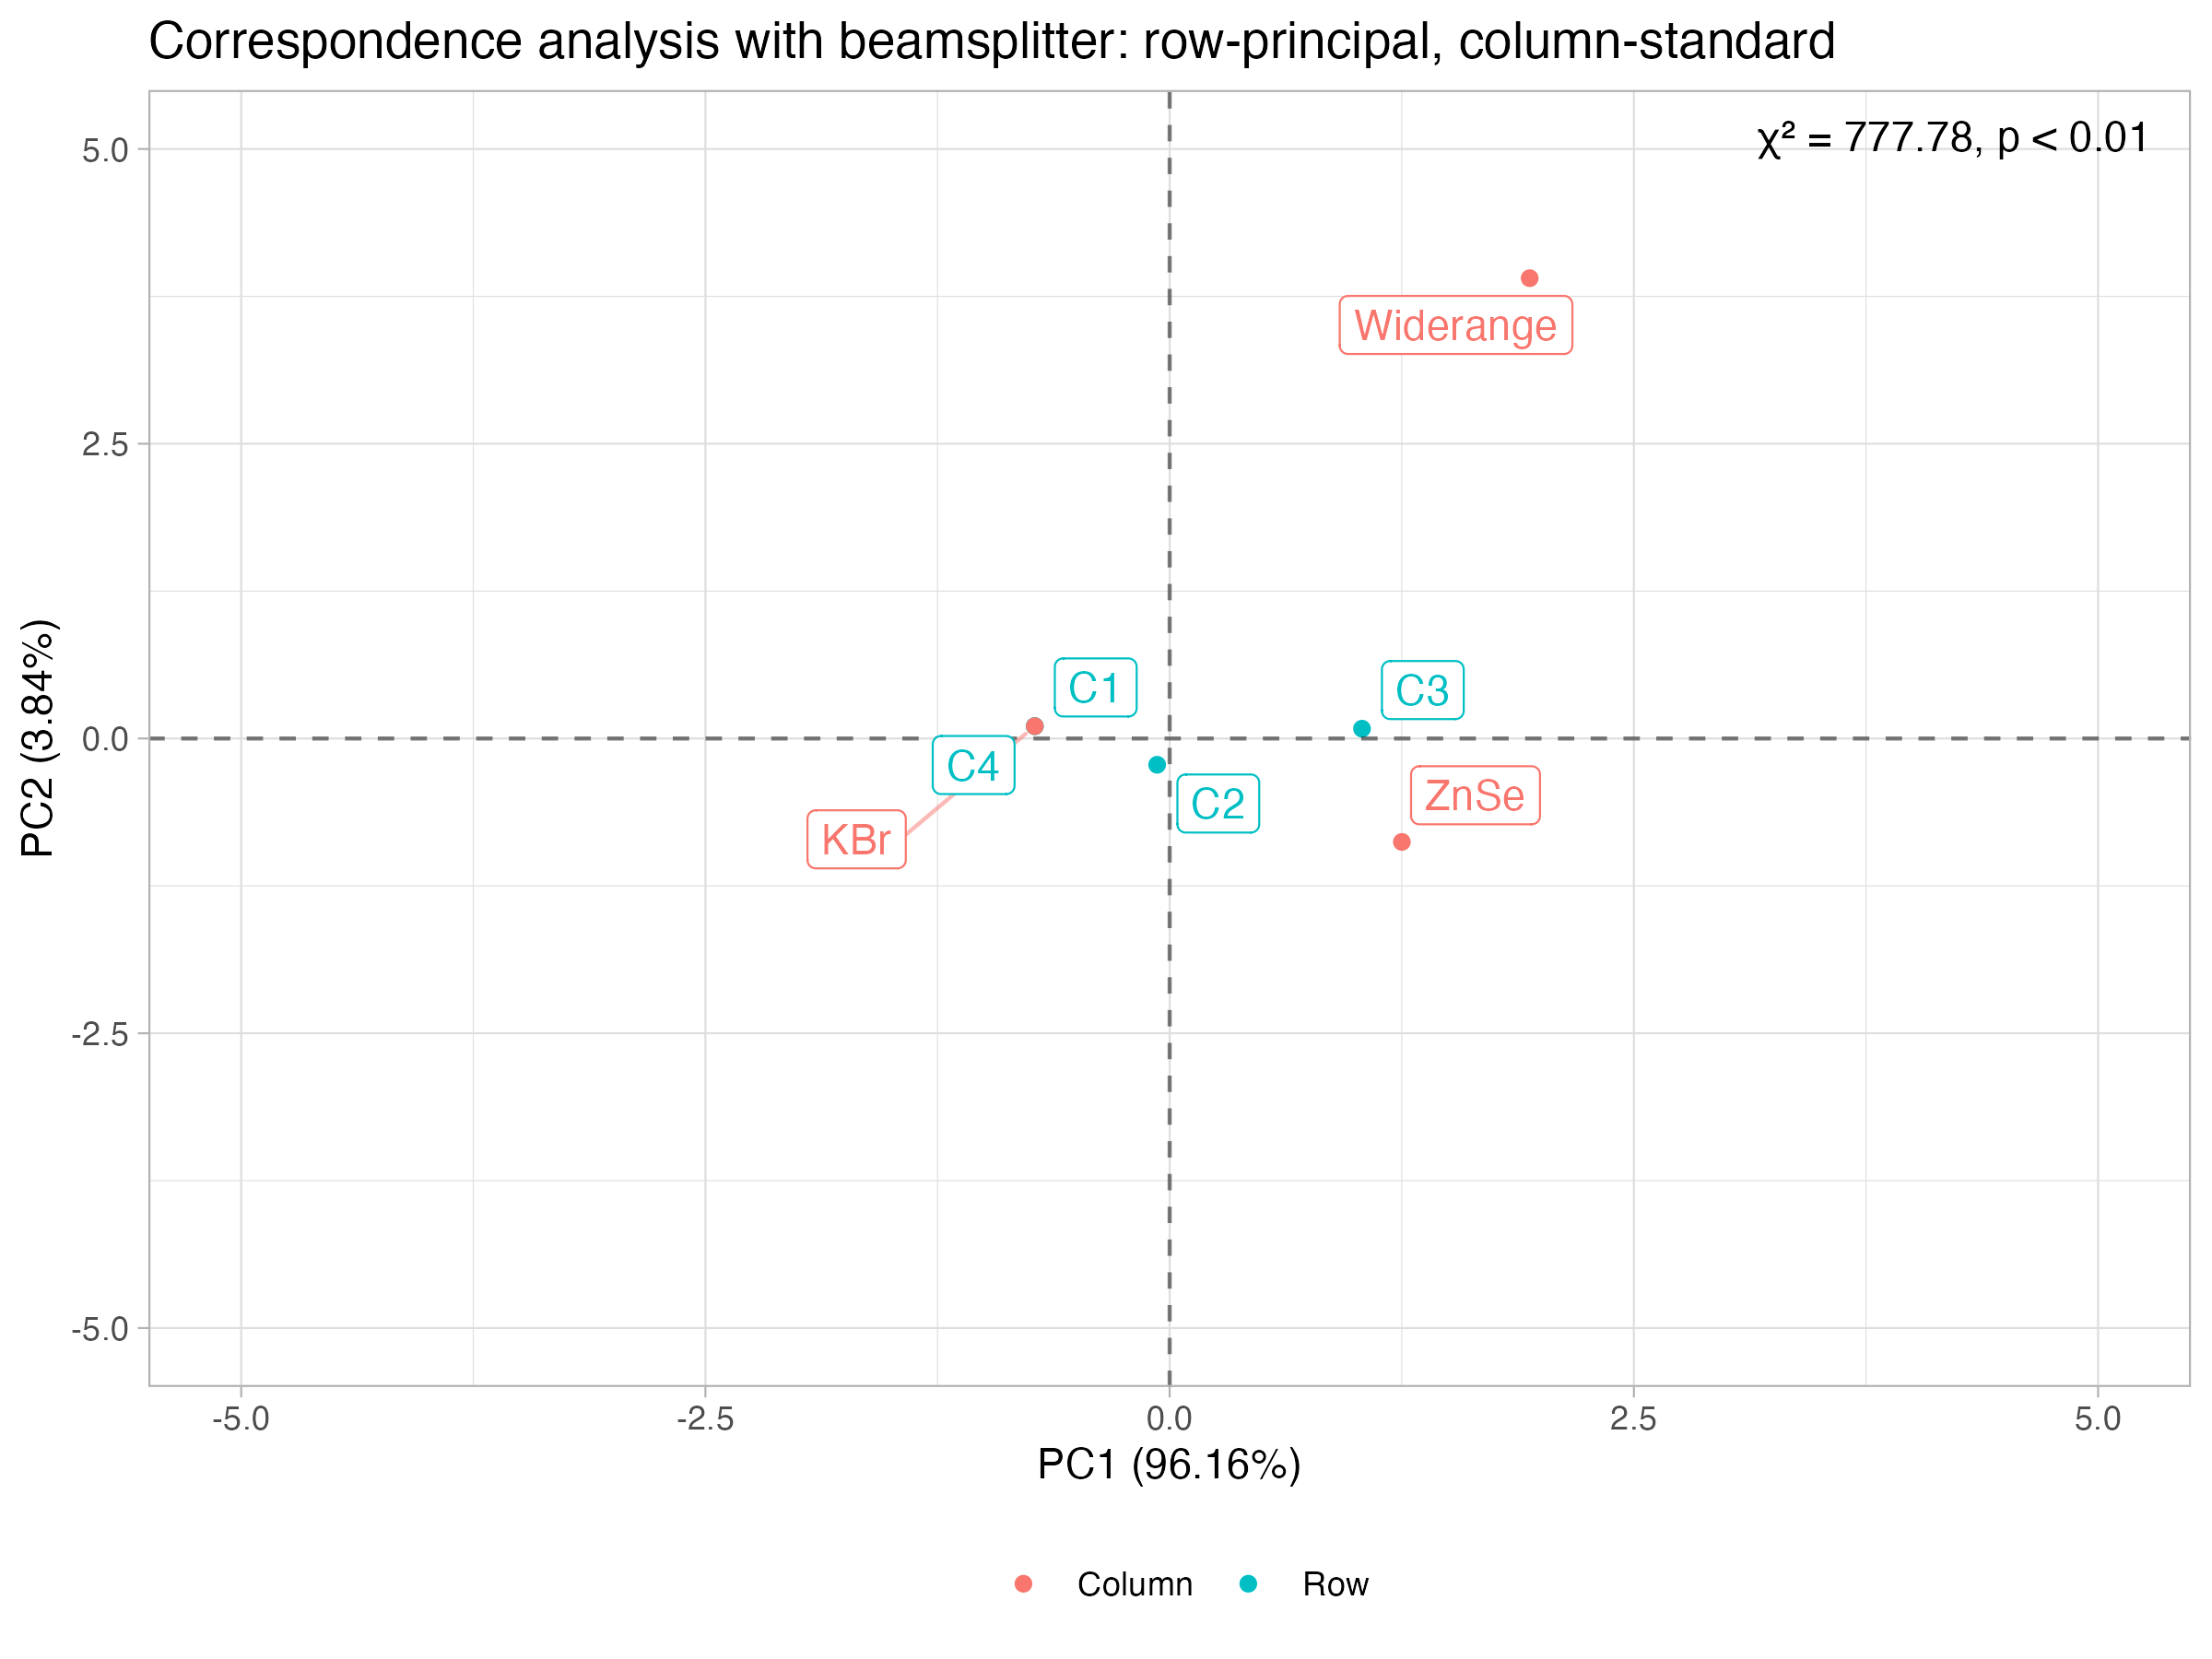 Correspondence analysis with beamsplitter: row-principal, column-standard
χ² = 777.78, p < 0.01
5.0
2.5
0.0
-2.5
-5.0
PC2 (3.84%)
Widerange
C1
C3
C4
C2
ZnSe
KBr
-5.0
-2.5
0.0
2.5
5.0
PC1 (96.16%)
Column
Row